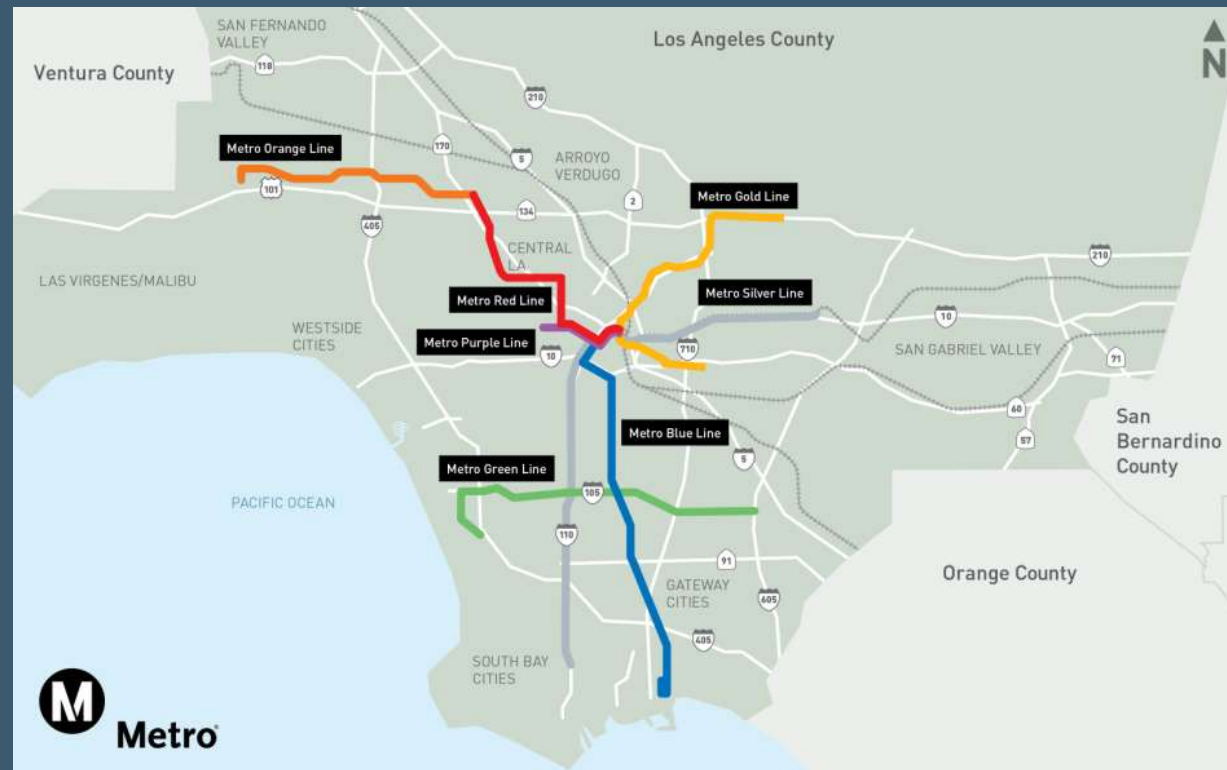 SAN FERNANDO
VALLEY
Los Angeles County
N
Ventura County
118
210
Metro Orange Line
170
5
ARROYO
VERDUGO
101
2
Metro Gold Line
134
405
CENTRAL
LA
210
LAS VIRGENES/MALIBU
Metro Red Line
Metro Silver Line
10
WESTSIDE
CITIES
Metro Purple Line
10
710
SAN GABRIEL VALLEY
71
60
San
Bernardino
County
57
Metro Blue Line
5
Metro Green Line
105
PACIFIC OCEAN
110
91
Orange County
GATEWAY
CITIES
605
405
SOUTH BAY
CITIES
M
Metro